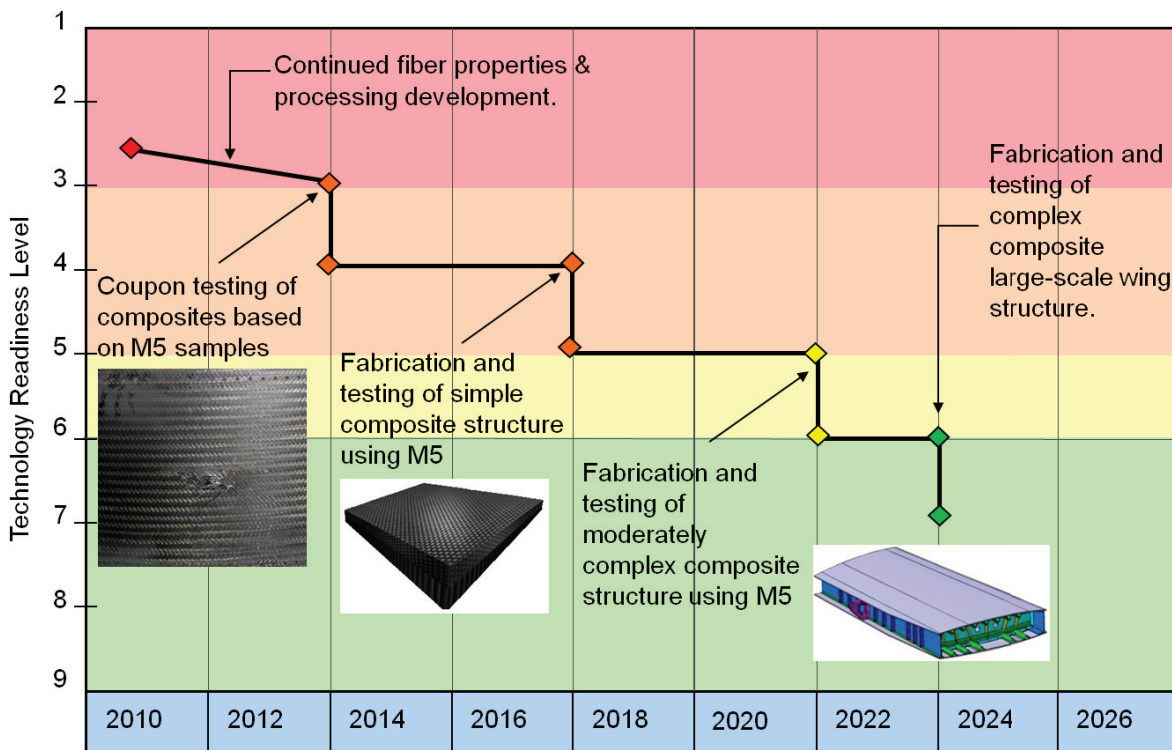 1
2
3
4
5
6
7
8
9
Technology Readiness Level
Continued fiber properties &
processing development.
Coupon testing of
composites based
on M5 samples
Fabrication and
testing of simple
composite structure
using M5
Fabrication and
testing of
moderately
complex composite
structure using M5
Fabrication and
testing of
complex
composite
large-scale wing
structure.
2010
2012
2014
2016
2018
2020
2022
2024
2026